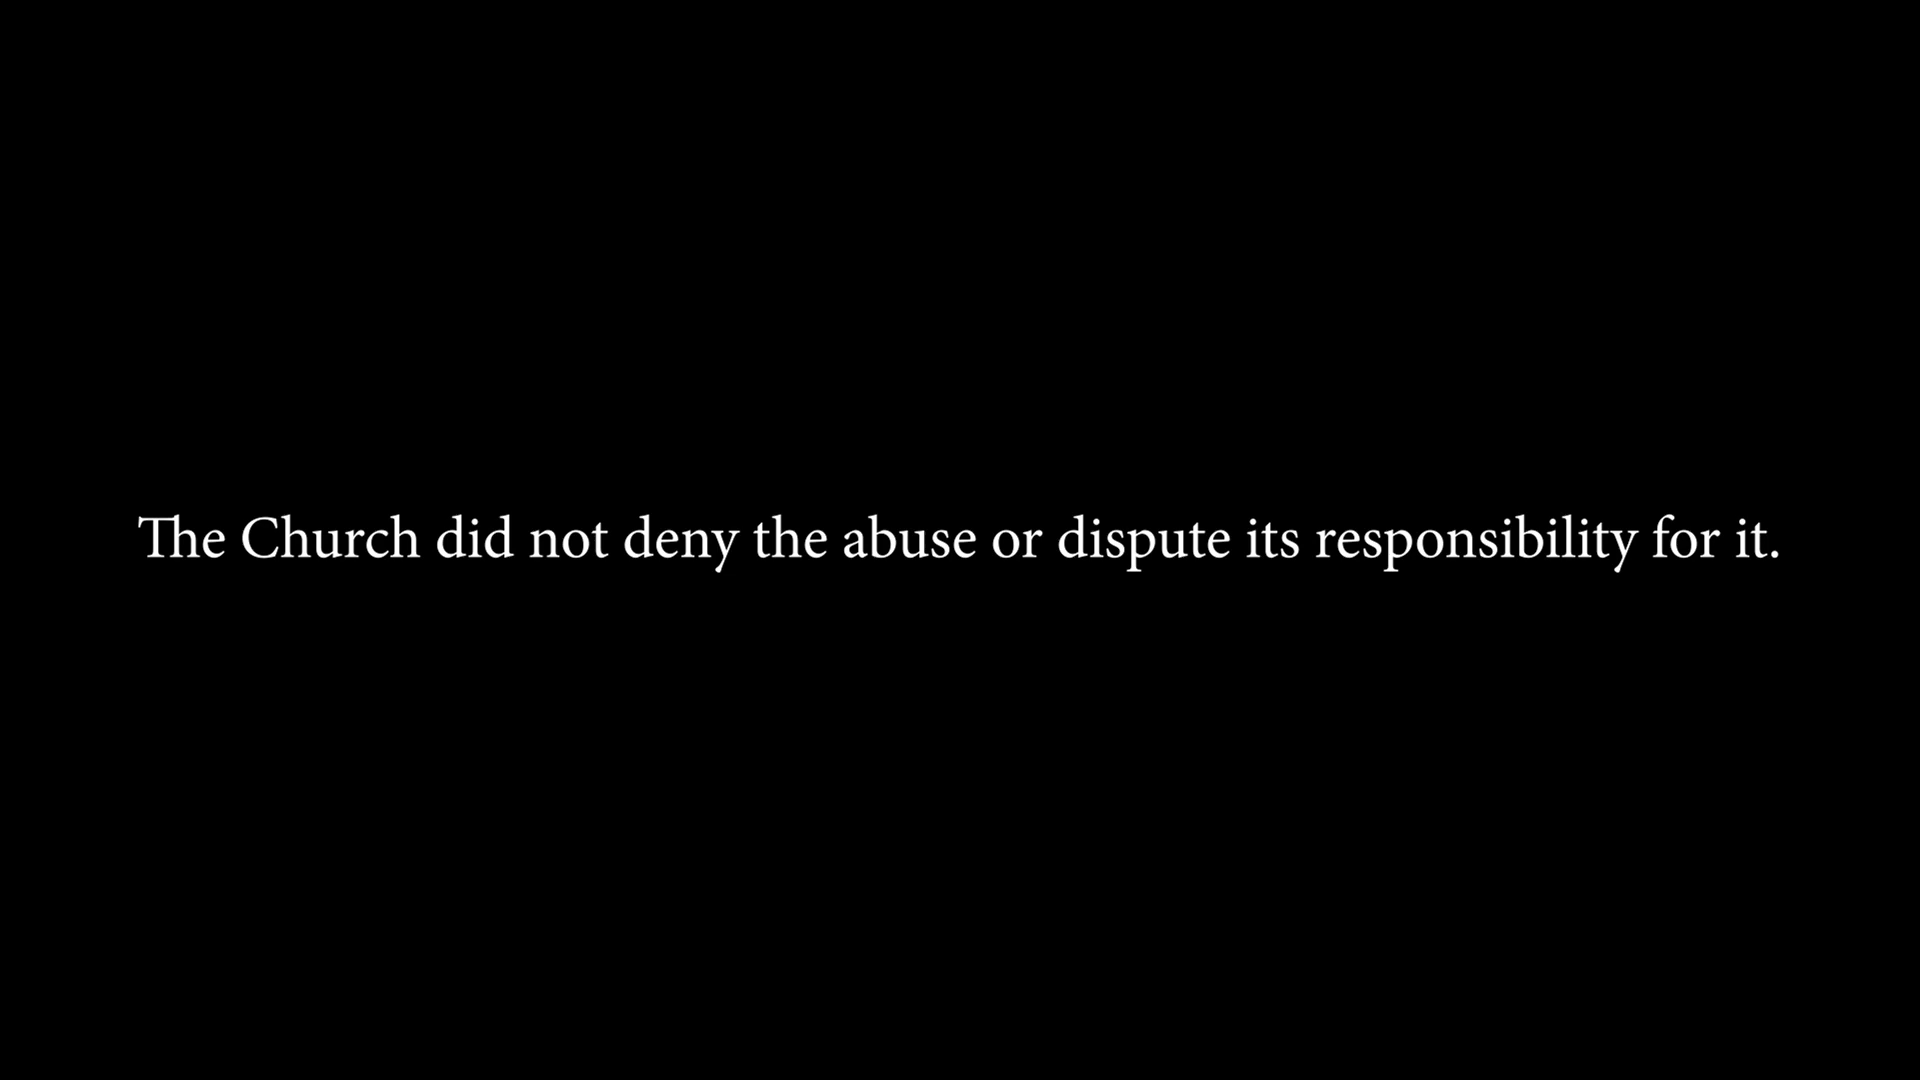 The Church did not deny the abuse or dispute its responsibility for it.